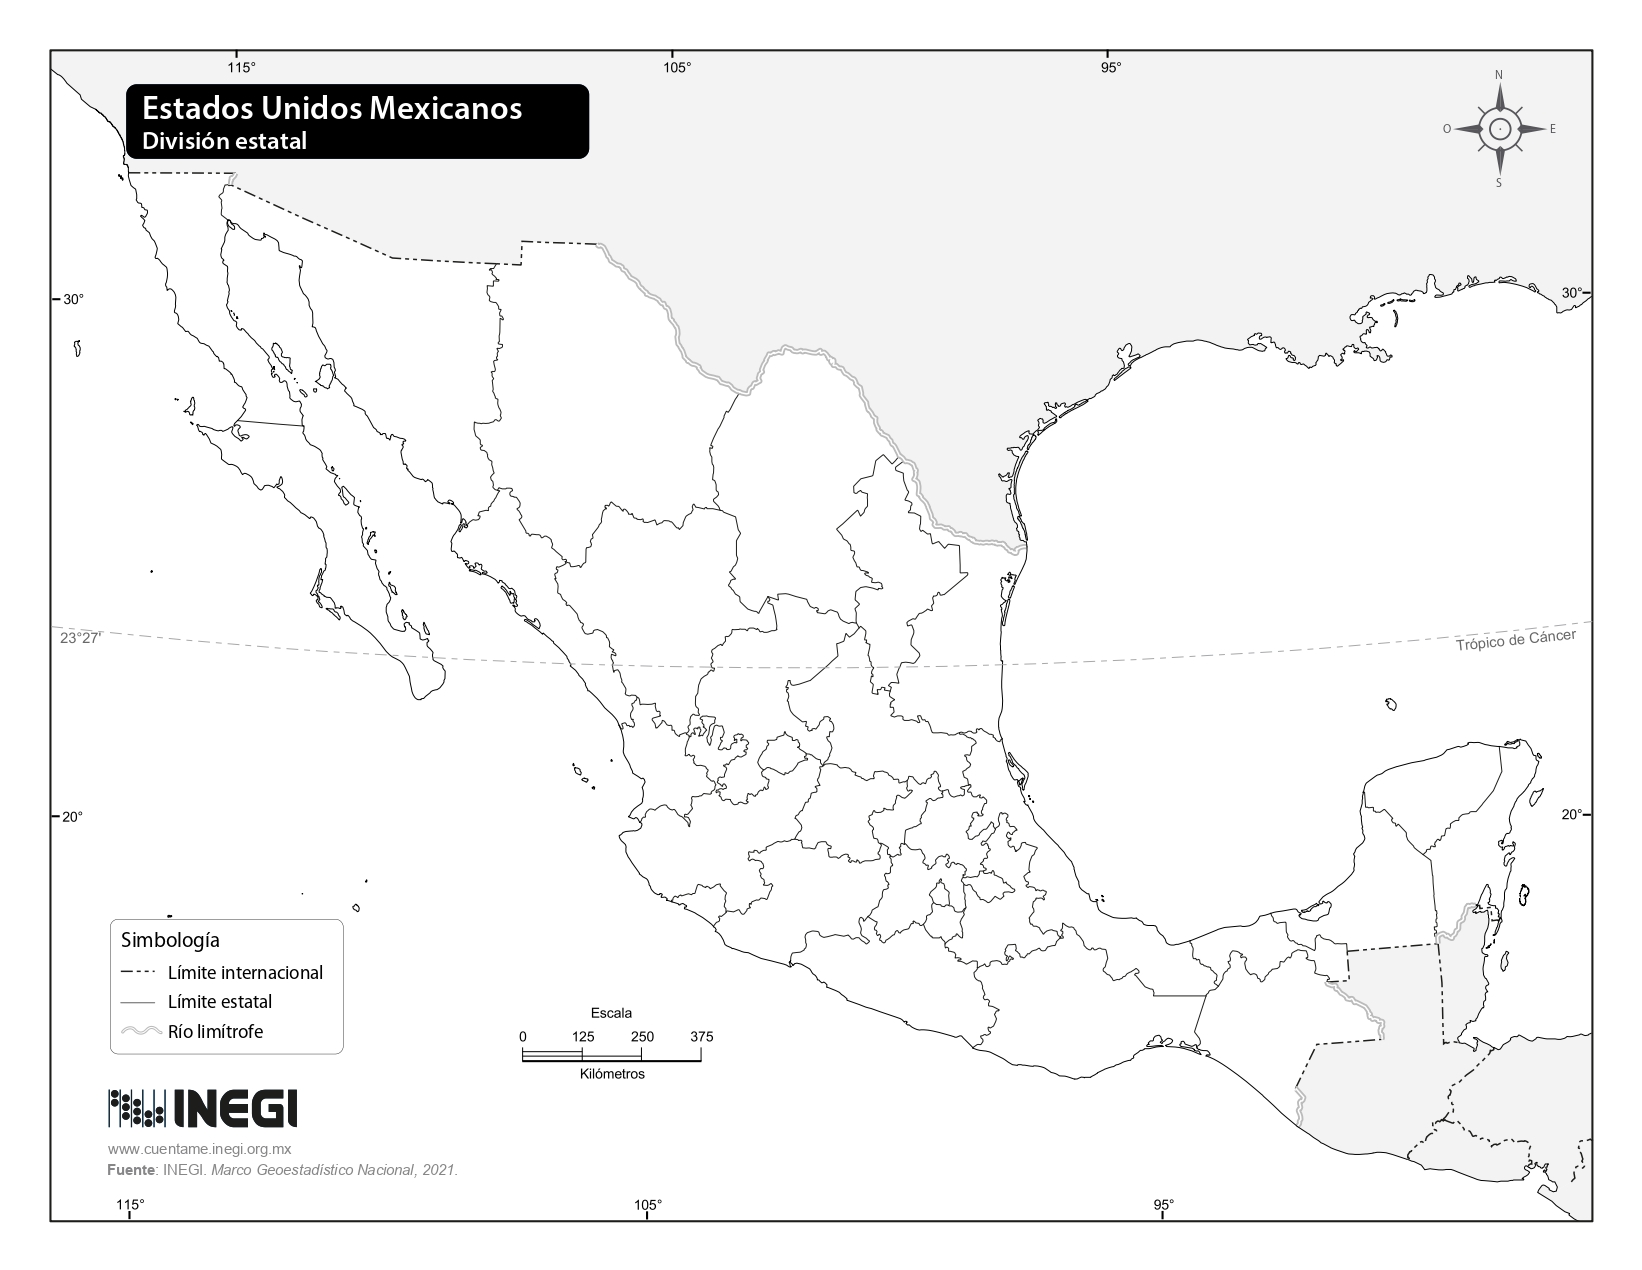 115°
105°
95°
Estados Unidos Mexicanos
División estatal
N
O
E
S
30°
30°
23°27'
Trópico de Cáncer
20°
20°
Simbología
Límite internacional
Límite estatal
Río limítrofe
Escala
0 125 250 375
Kilómetros
INEGI
www.cuentame.inegi.org.mx
Fuente: INEGI. Marco Geoestadístico Nacional, 2021.
115°
105°
95°